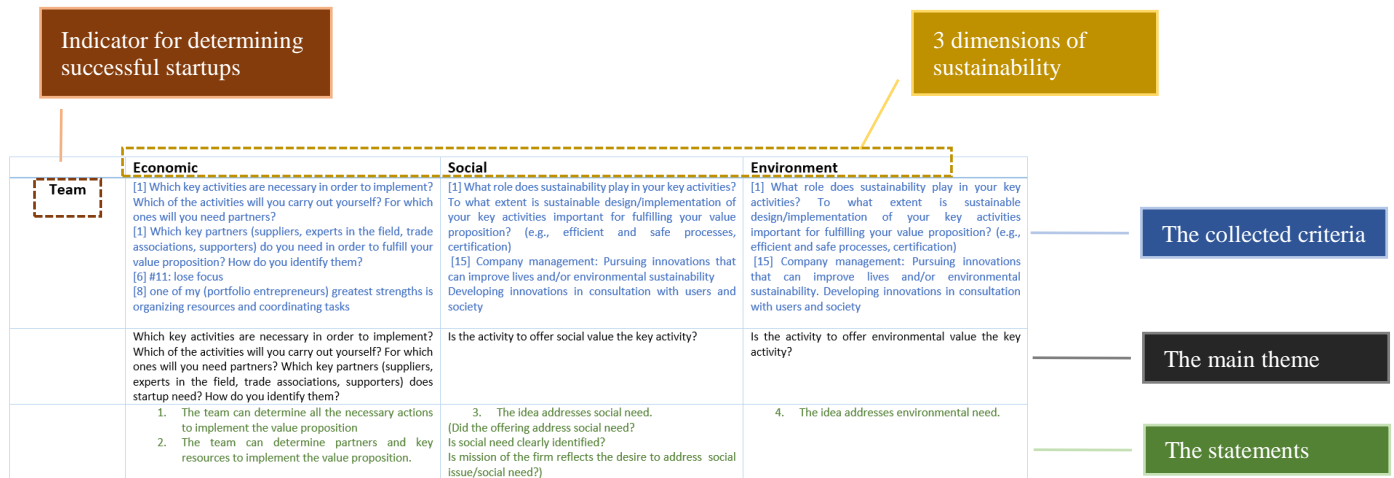 Indicator for determining
successful startups
3 dimensions of
sustainability
Economic
Social
Environment
Team
[1] Which key activities are necessary in order to implement?
Which of the activities will you carry out yourself? For which
ones will you need partners?
[1] Which key partners (suppliers, experts in the field, trade
associations, supporters) do you need in order to fulfill your
value proposition? How do you identify them?
[6] #11: lose focus
[8] one of my (portfolio entrepreneurs) greatest strengths is
organizing resources and coordinating tasks
[1] What role does sustainability play in your key activities?
To what extent is sustainable design/implementation of
your key activities important for fulfilling your value
proposition? (e.g., efficient and safe processes,
certification)
[15] Company management: Pursuing innovations that
can improve lives and/or environmental sustainability
Developing innovations in consultation with users and
society
[1] What role does sustainability play in your key
activities? To what extent is sustainable
design/implementation of your key activities
important for fulfilling your value proposition? (e.g.,
efficient and safe processes, certification)
[15] Company management: Pursuing innovations
that can improve lives and/or environmental
sustainability. Developing innovations in consultation
with users and society
The collected criteria
Which key activities are necessary in order to implement?
Which of the activities will you carry out yourself? For which
ones will you need partners? Which key partners (suppliers,
experts in the field, trade associations, supporters) does
startup need? How do you identify them?
Is the activity to offer social value the key activity?
Is the activity to offer environmental value the key
activity?
The main theme
1. The team can determine all the necessary actions
to implement the value proposition
2. The team can determine partners and key
resources to implement the value proposition.
3. The idea addresses social need.
(Did the offering address social need?
Is social need clearly identified?
Is mission of the firm reflects the desire to address social
issue/social need?)
4. The idea addresses environmental need.
The statements